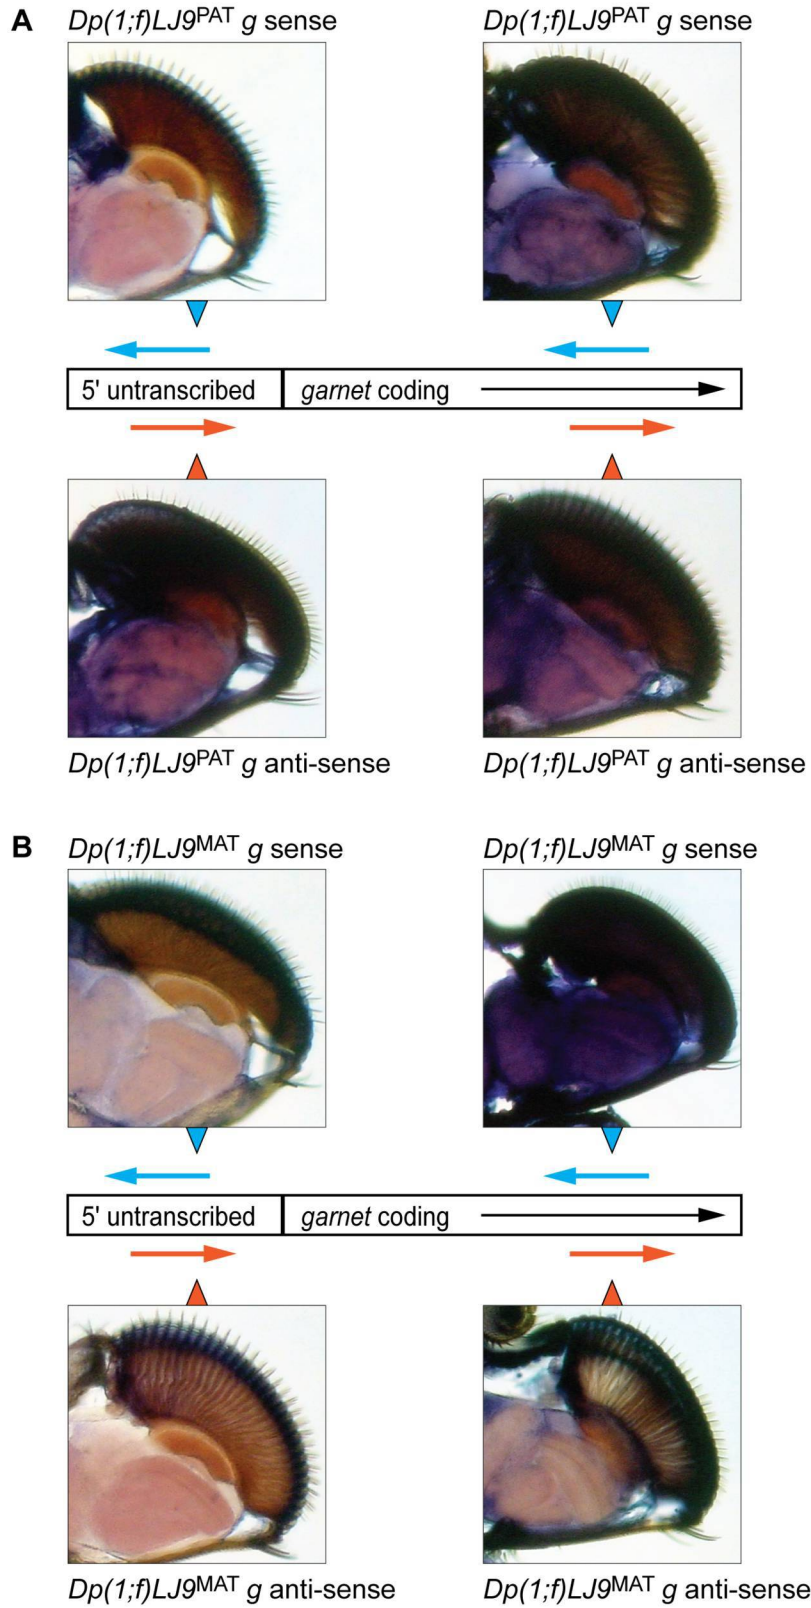 A
Dp(1;f)LJ9PAT g sense
Dp(1;f)LJ9PAT g sense
5' untranscribed
garnet coding
Dp(1;f)LJ9PAT g anti-sense
Dp(1;f)LJ9PAT g anti-sense
B
Dp(1;f)LJ9MAT g sense
Dp(1;f)LJ9MAT g sense
5' untranscribed
garnet coding
Dp(1;f)LJ9MAT g anti-sense
Dp(1;f)LJ9MAT g anti-sense